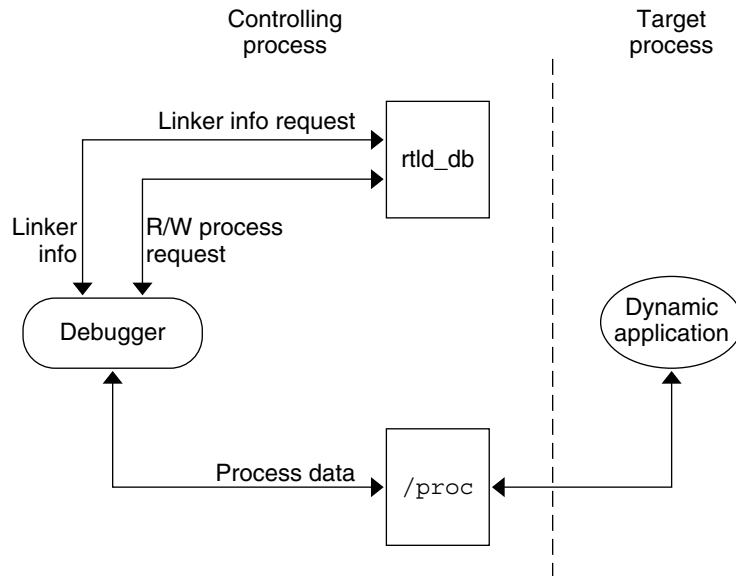 Controlling
process
Target
process
Linker info request
rtld_db
Linker
info
R/W process
request
Debugger
Dynamic
application
Process data
/proc